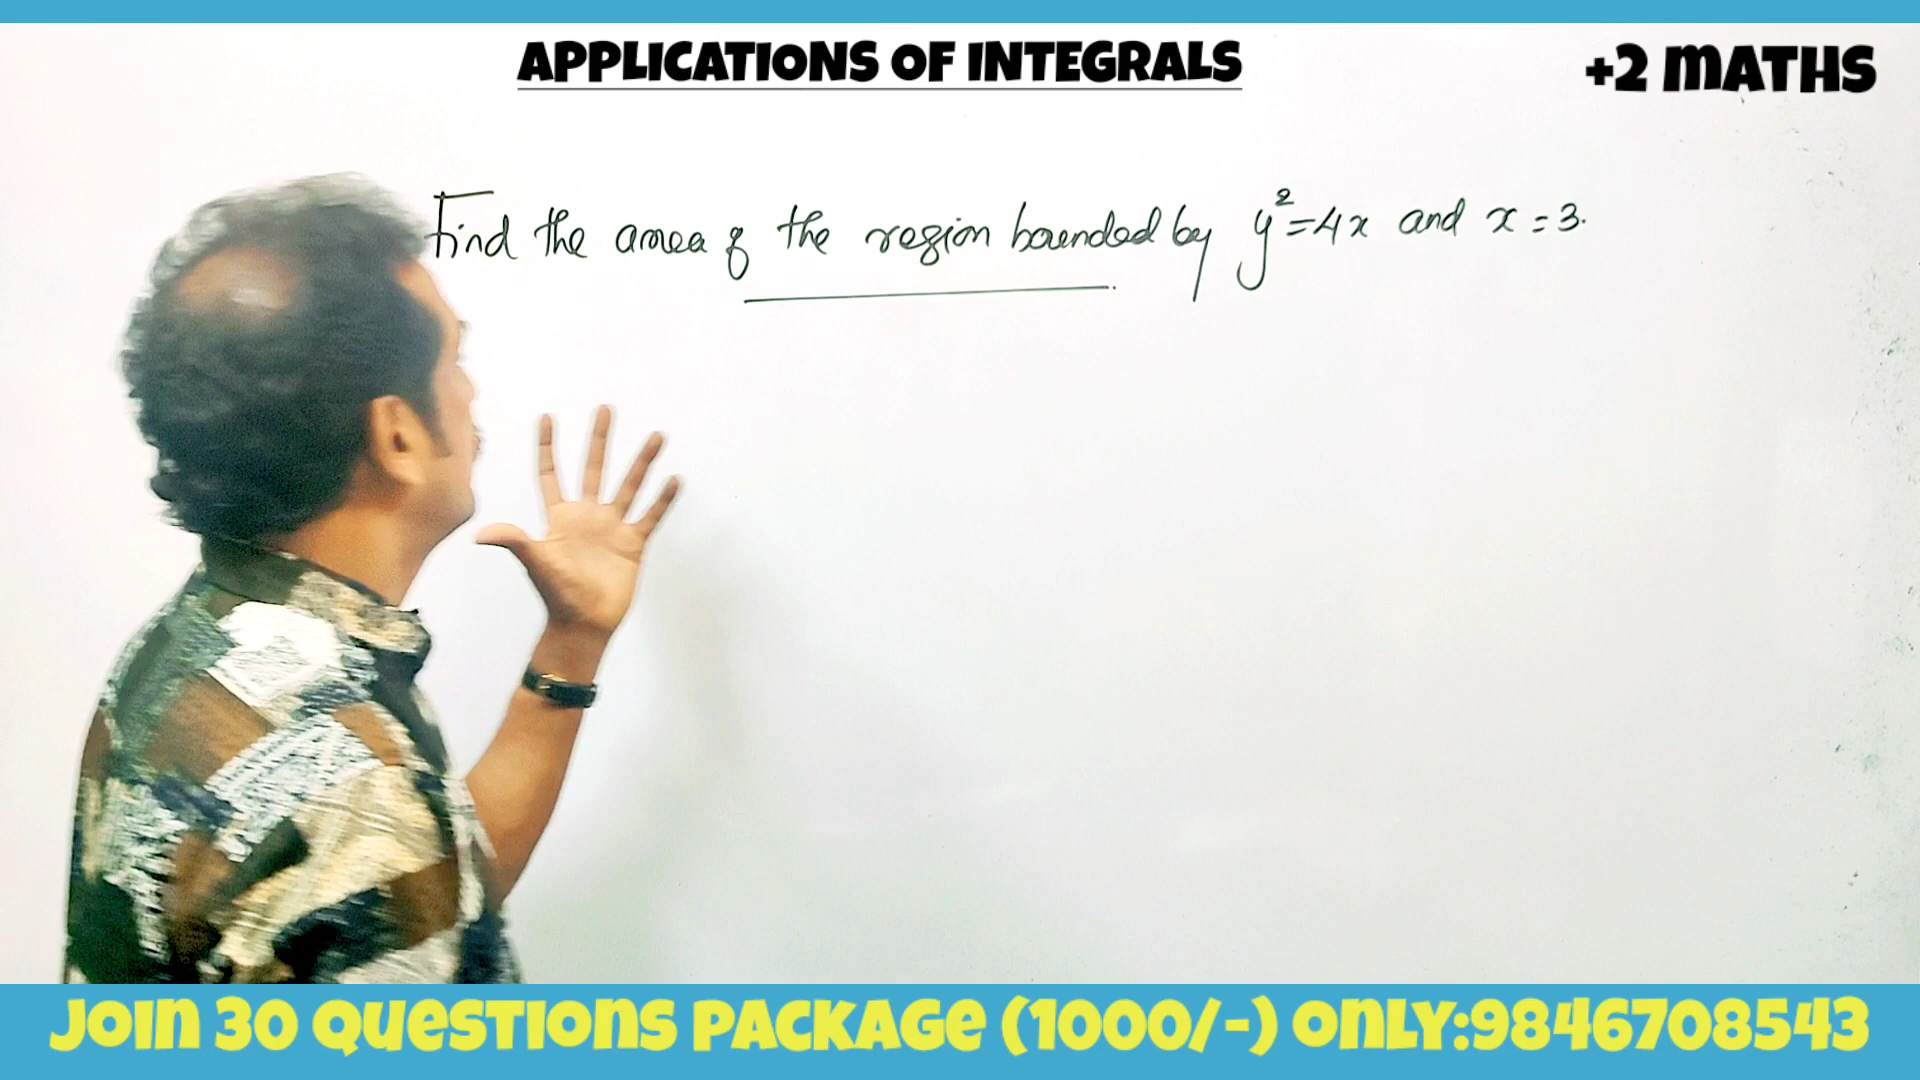 APPLICATIONS OF INTEGRALS
+2 MATHS
Find the area of the region bounded by y²=4x and x=3.
JOIN 30 QUESTIONS PACKAGE (1000/-) ONLY:9846708543